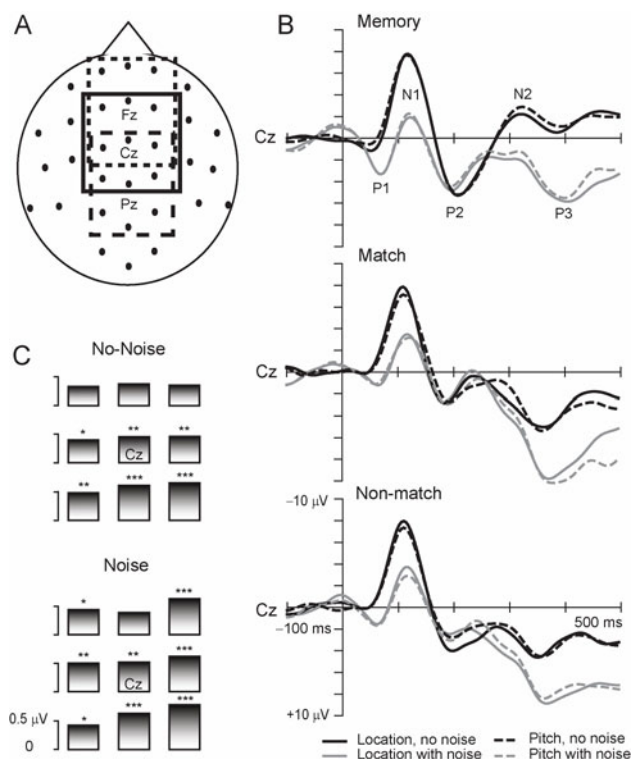 A
Fz
Cz
Pz
B
Memory
Cz
N1
N2
P1
P2
P3
Match
Cz
Non-match
−10 µV
Cz
−100 ms
500 ms
+10 µV
C
No-Noise
* ** **
Cz
** *** ***
Noise
* ***
** ** ***
Cz
* *** ***
0.5 µV
0
Location, no noise
Pitch, no noise
Location with noise
Pitch with noise